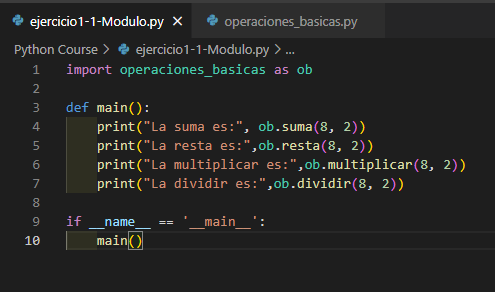 ejercicio1-1-Modulo.py × operaciones_basicas.py
Python Course > ejercicio1-1-Modulo.py > ...
1 import operaciones_basicas as ob
2
3 def main():
4     print("La suma es:", ob.suma(8, 2))
5     print("La resta es:",ob.resta(8, 2))
6     print("La multiplicar es:",ob.multiplicar(8, 2))
7     print("La dividir es:",ob.dividir(8, 2))
8
9 if __name__ == '__main__':
10     main()